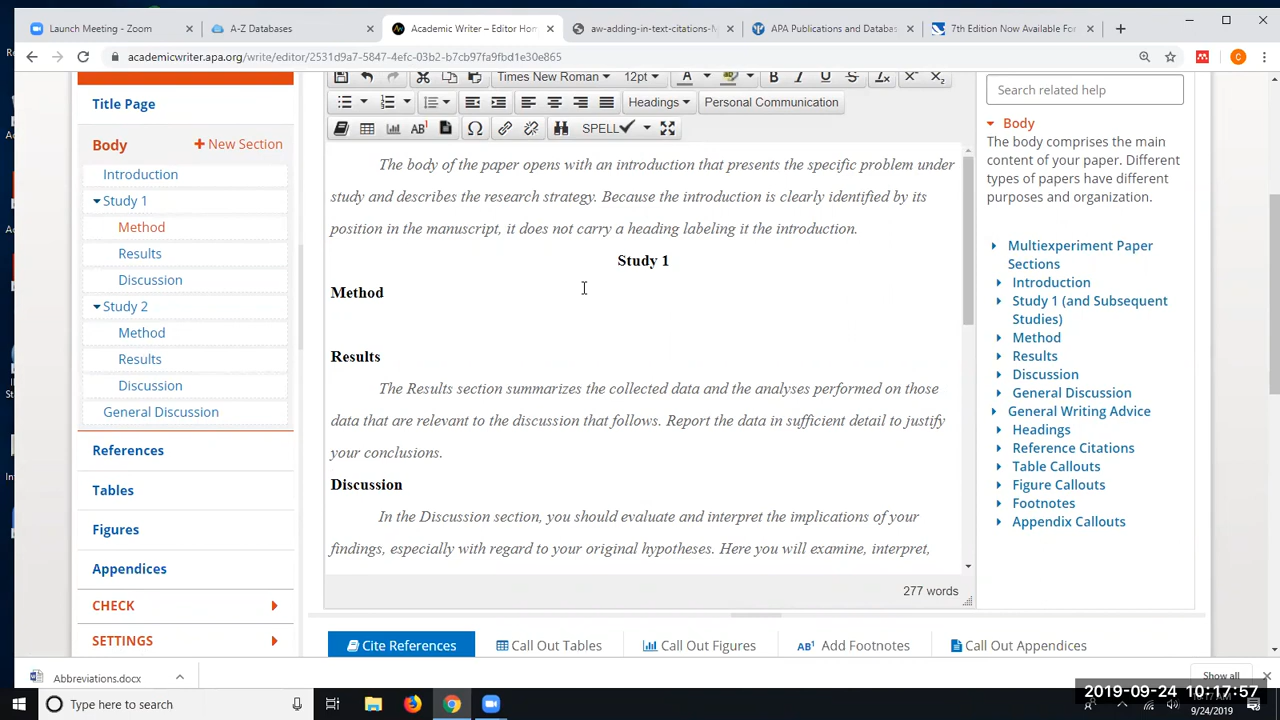 Launch Meeting - Zoom
A-Z Databases
Academic Writer – Editor Hom
aw-adding-in-text-citations-N
APA Publications and Databas
7th Edition Now Available For
academicwriter.apa.org/write/editor/2531d9a7-5847-4efc-03b2-b7cb97f9bd1e30e865
C
Title Page
Body
+ New Section
Introduction
Study 1
Method
Results
Discussion
Study 2
Method
Results
Discussion
General Discussion
References
Tables
Figures
Appendices
CHECK
SETTINGS
Times New Roman
12pt
A
B
I
U
S
Headings
Personal Communication
AB¹
Ω
SPELL
The body of the paper opens with an introduction that presents the specific problem under
study and describes the research strategy. Because the introduction is clearly identified by its
position in the manuscript, it does not carry a heading labeling it the introduction.
Study 1
Method
Results
The Results section summarizes the collected data and the analyses performed on those
data that are relevant to the discussion that follows. Report the data in sufficient detail to justify
your conclusions.
Discussion
In the Discussion section, you should evaluate and interpret the implications of your
findings, especially with regard to your original hypotheses. Here you will examine, interpret,
277 words
Cite References
Call Out Tables
Call Out Figures
AB¹ Add Footnotes
Call Out Appendices
Search related help
Body
The body comprises the main
content of your paper. Different
types of papers have different
purposes and organization.
Multiexperiment Paper
Sections
Introduction
Study 1 (and Subsequent
Studies)
Method
Results
Discussion
General Discussion
General Writing Advice
Headings
Reference Citations
Table Callouts
Figure Callouts
Footnotes
Appendix Callouts
Abbreviations.docx
Show all
Type here to search
2019-09-24 10:17:57
9/24/2019